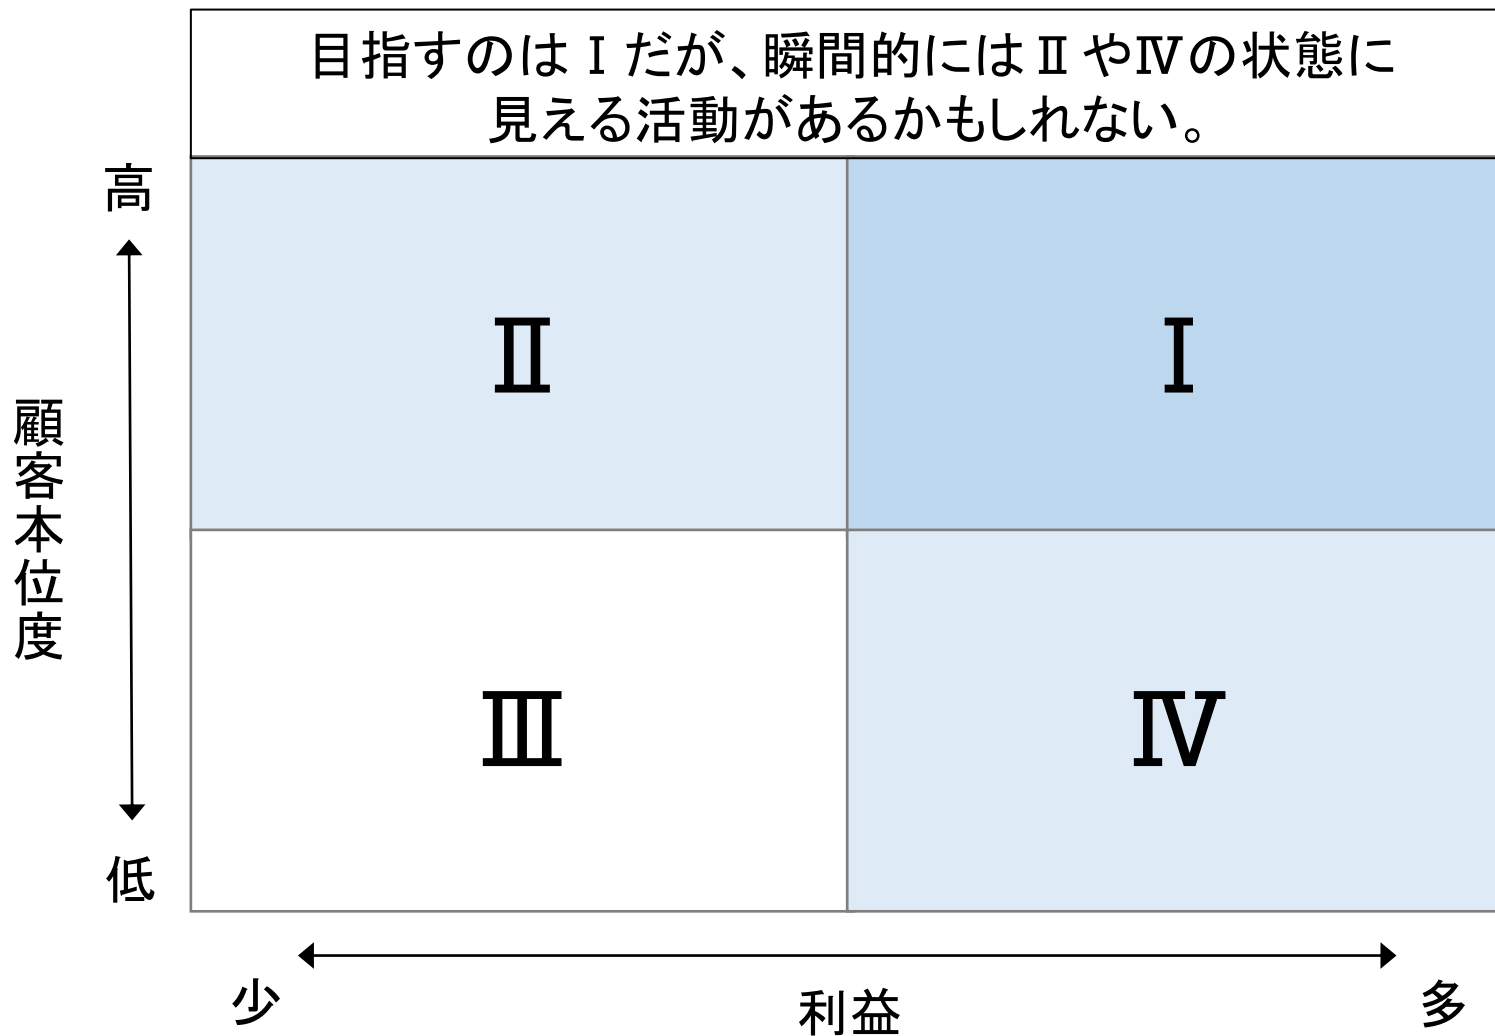 目指すのはⅠだが、瞬間的にはⅡやⅣの状態に
見える活動があるかもしれない。
高
顧客本位度
低
Ⅱ
Ⅰ
Ⅲ
Ⅳ
少
利益
多